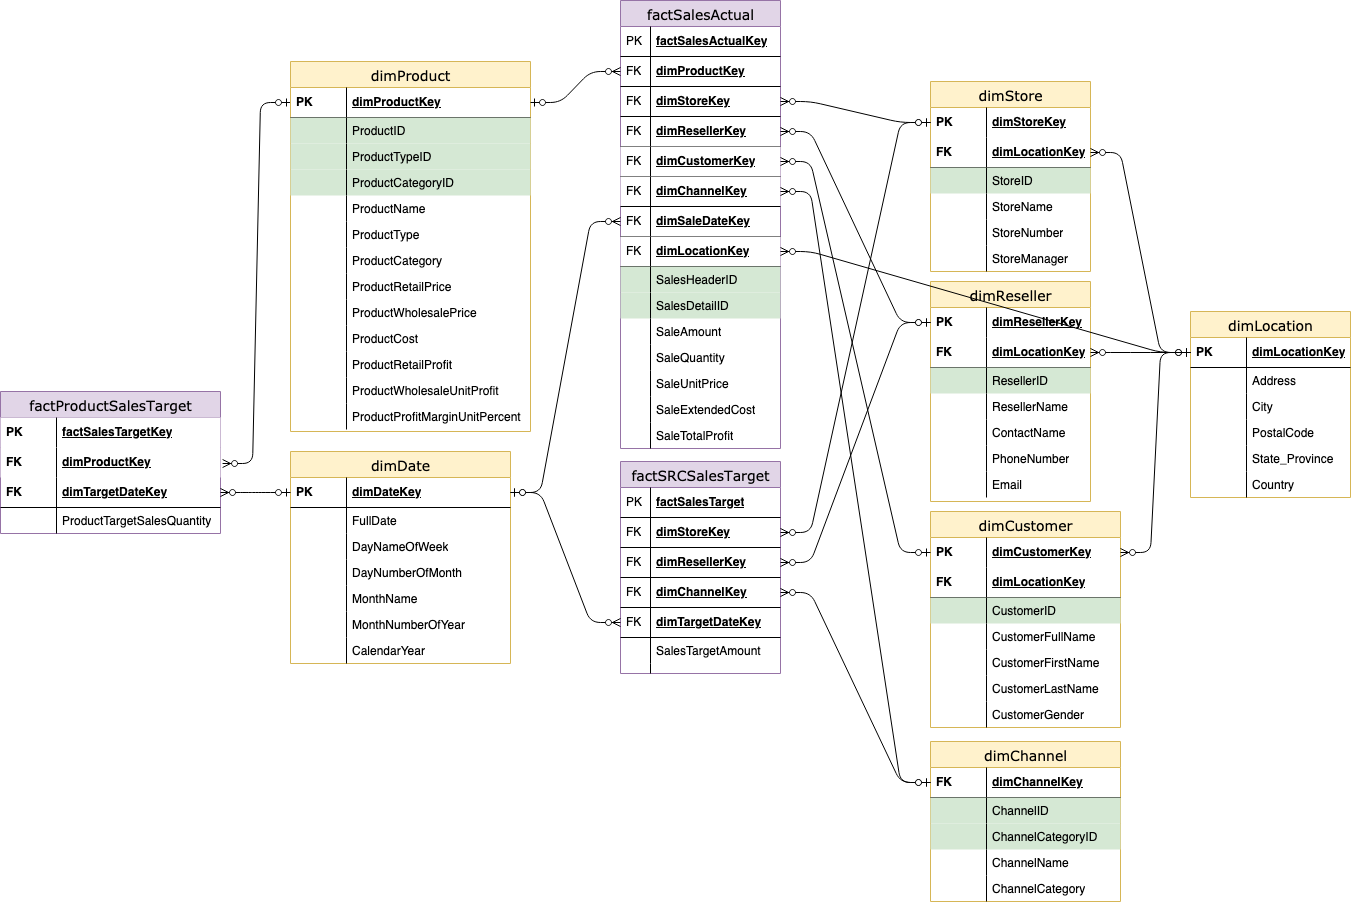 factSalesActual
PK factSalesActualKey
FK dimProductKey
FK dimStoreKey
FK dimResellerKey
FK dimCustomerKey
FK dimChannelKey
FK dimSaleDateKey
FK dimLocationKey
SalesHeaderID
SalesDetailID
SaleAmount
SaleQuantity
SaleUnitPrice
SaleExtendedCost
SaleTotalProfit
dimProduct
PK dimProductKey
ProductID
ProductTypeID
ProductCategoryID
ProductName
ProductType
ProductCategory
ProductRetailPrice
ProductWholesalePrice
ProductCost
ProductRetailProfit
ProductWholesaleUnitProfit
ProductProfitMarginUnitPercent
dimStore
PK dimStoreKey
FK dimLocationKey
StoreID
StoreName
StoreNumber
StoreManager
dimReseller
PK dimResellerKey
FK dimLocationKey
ResellerID
ResellerName
ContactName
PhoneNumber
Email
dimLocation
PK dimLocationKey
Address
City
PostalCode
State_Province
Country
factProductSalesTarget
PK factSalesTargetKey
FK dimProductKey
FK dimTargetDateKey
ProductTargetSalesQuantity
dimDate
PK dimDateKey
FullDate
DayNameOfWeek
DayNumberOfMonth
MonthName
MonthNumberOfYear
CalendarYear
factSRCSalesTarget
PK factSalesTarget
FK dimStoreKey
FK dimResellerKey
FK dimChannelKey
FK dimTargetDateKey
SalesTargetAmount
dimCustomer
PK dimCustomerKey
FK dimLocationKey
CustomerID
CustomerFullName
CustomerFirstName
CustomerLastName
CustomerGender
dimChannel
FK dimChannelKey
ChannelID
ChannelCategoryID
ChannelName
ChannelCategory